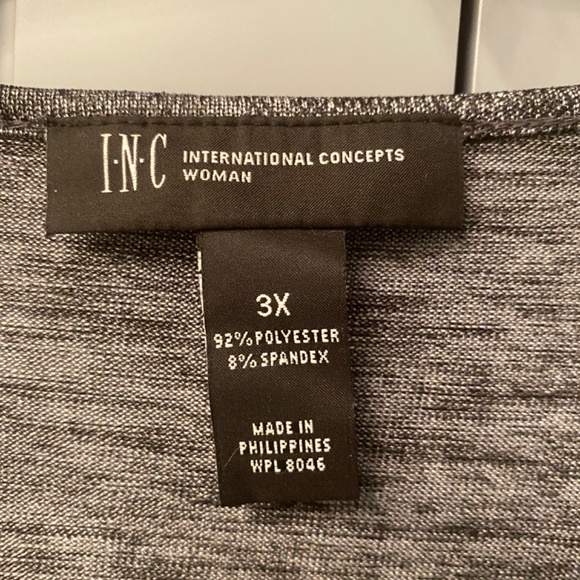 I·N·C INTERNATIONAL CONCEPTS
WOMAN
3X
92% POLYESTER
8% SPANDEX
MADE IN
PHILIPPINES
WPL 8046